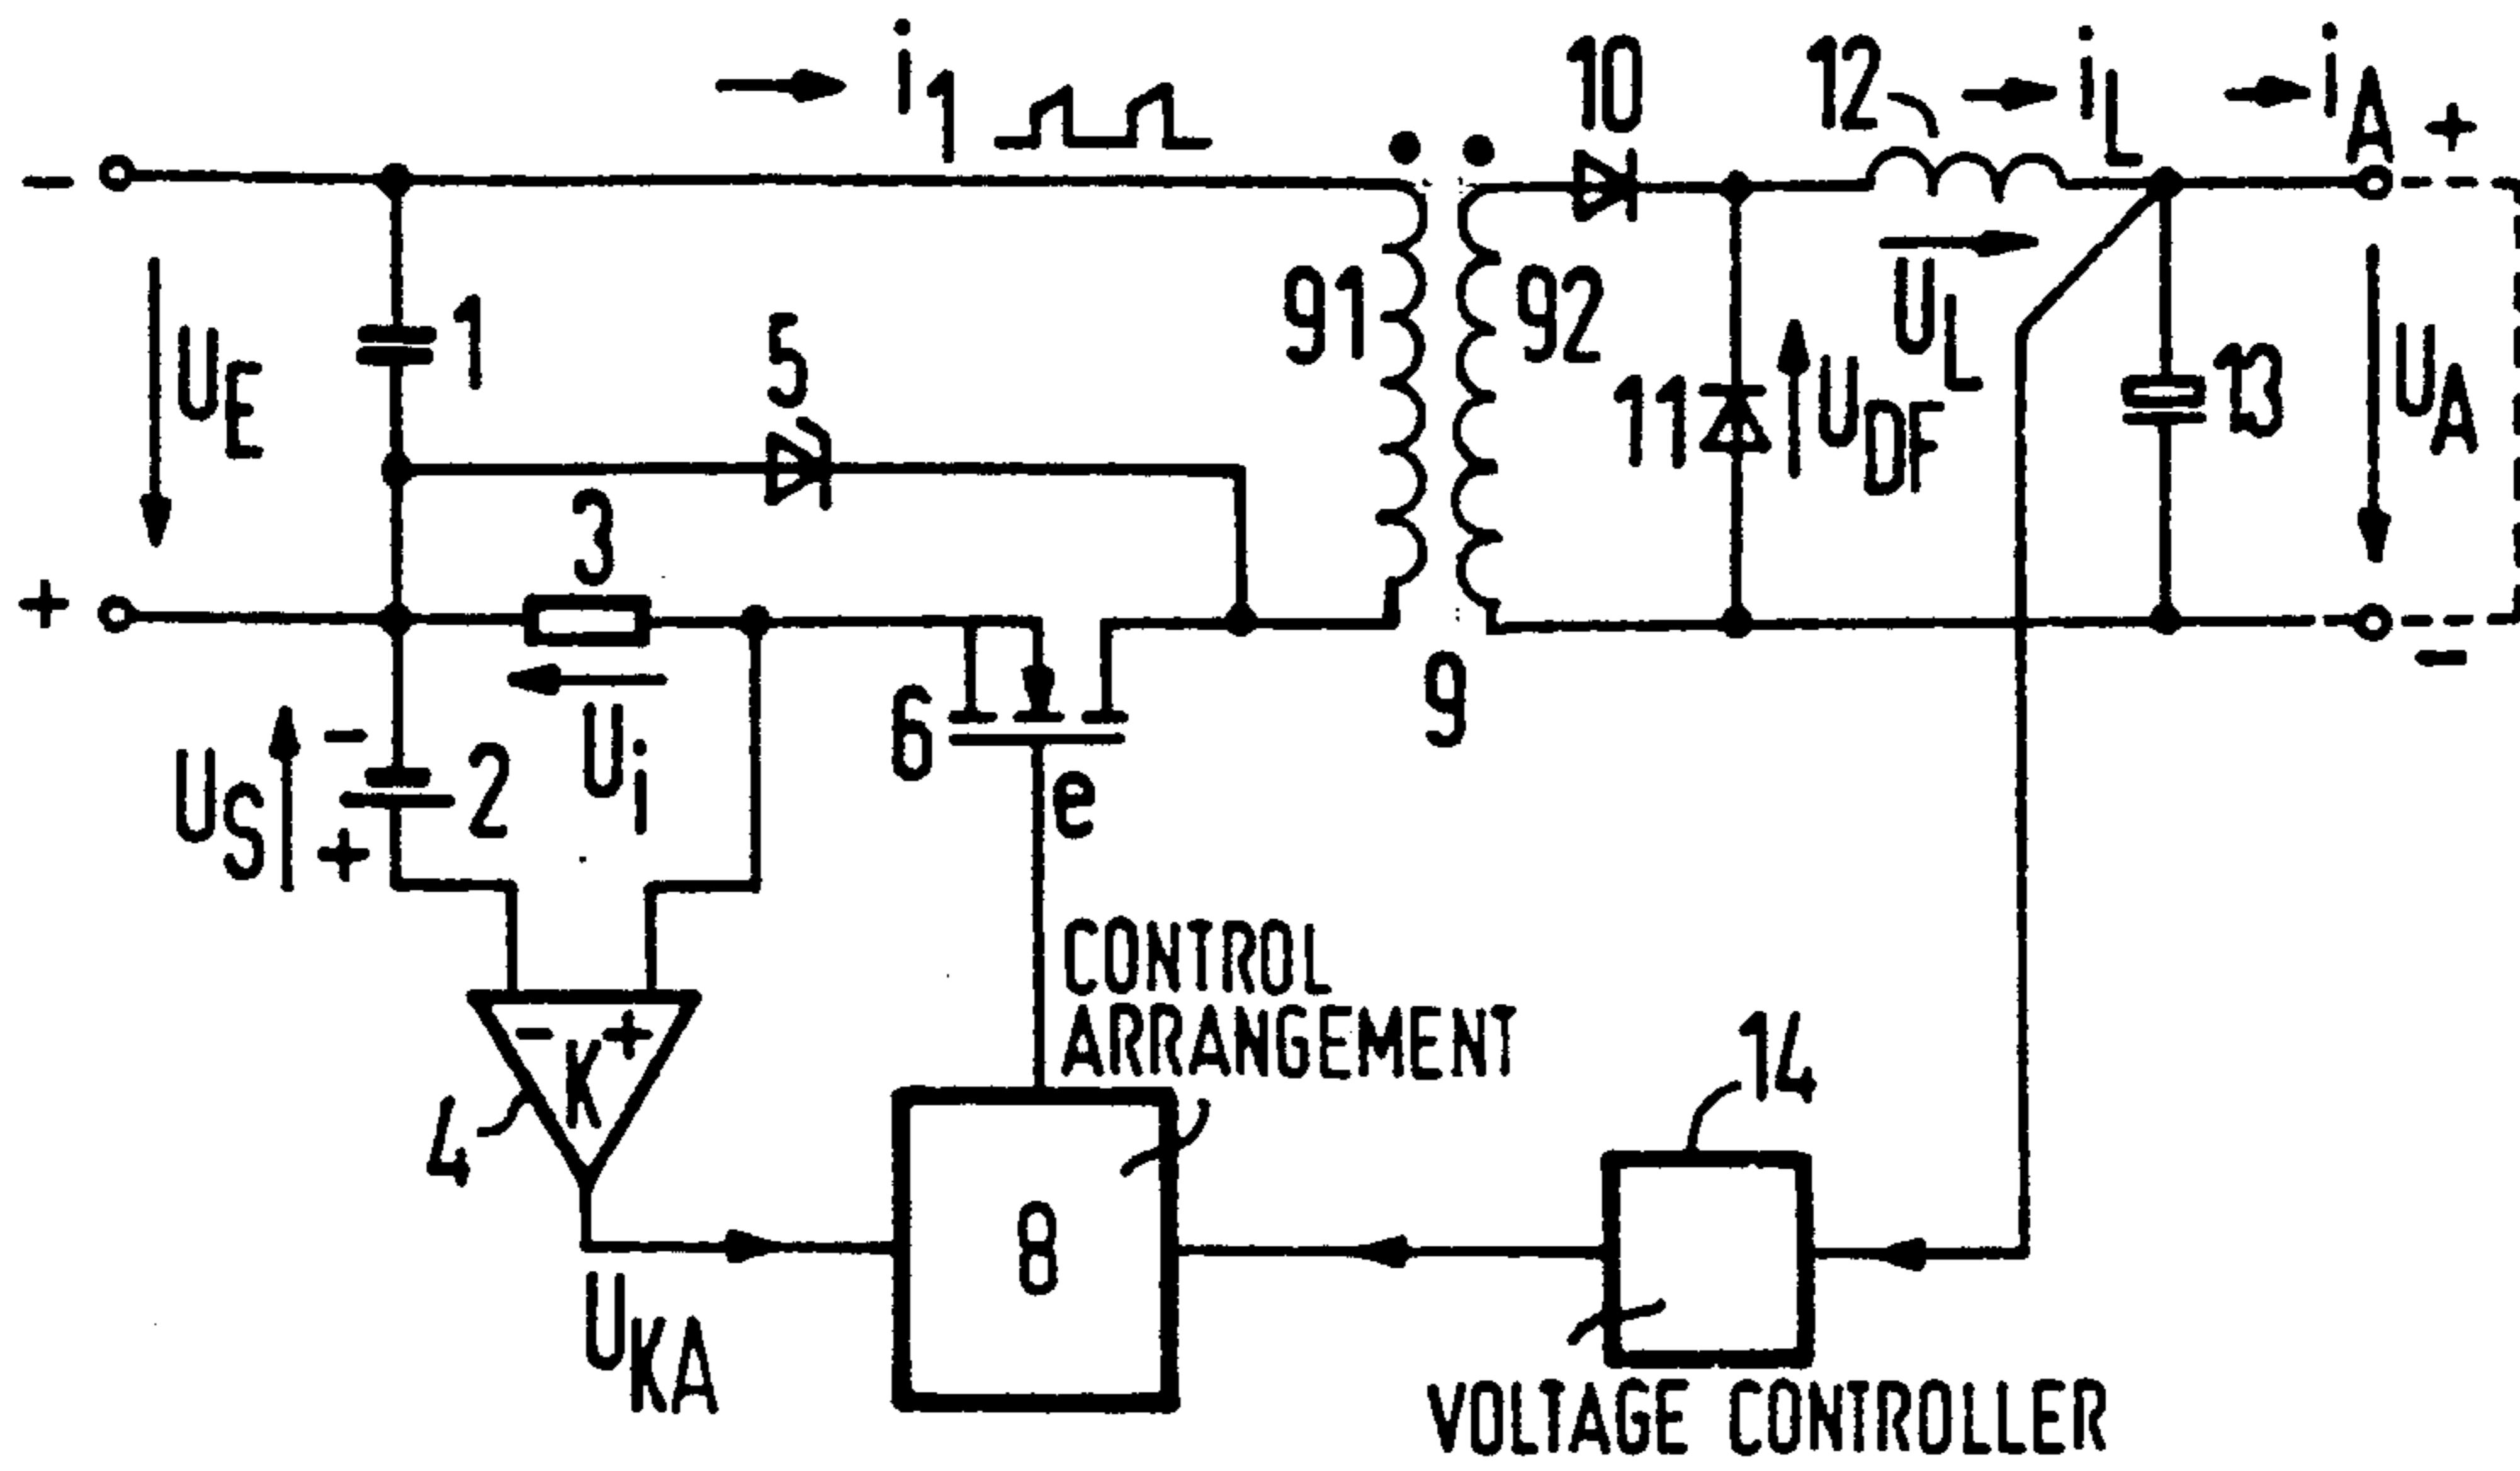 i1
10
12
iL
iA
+
-
UE
1
5
91
92
11
UDF
UL
13
UA
+
3
Ui
US
-
+
2
6
e
9
-
- K +
4
CONTROL
ARRANGEMENT
14
8
UKA
VOLTAGE CONTROLLER